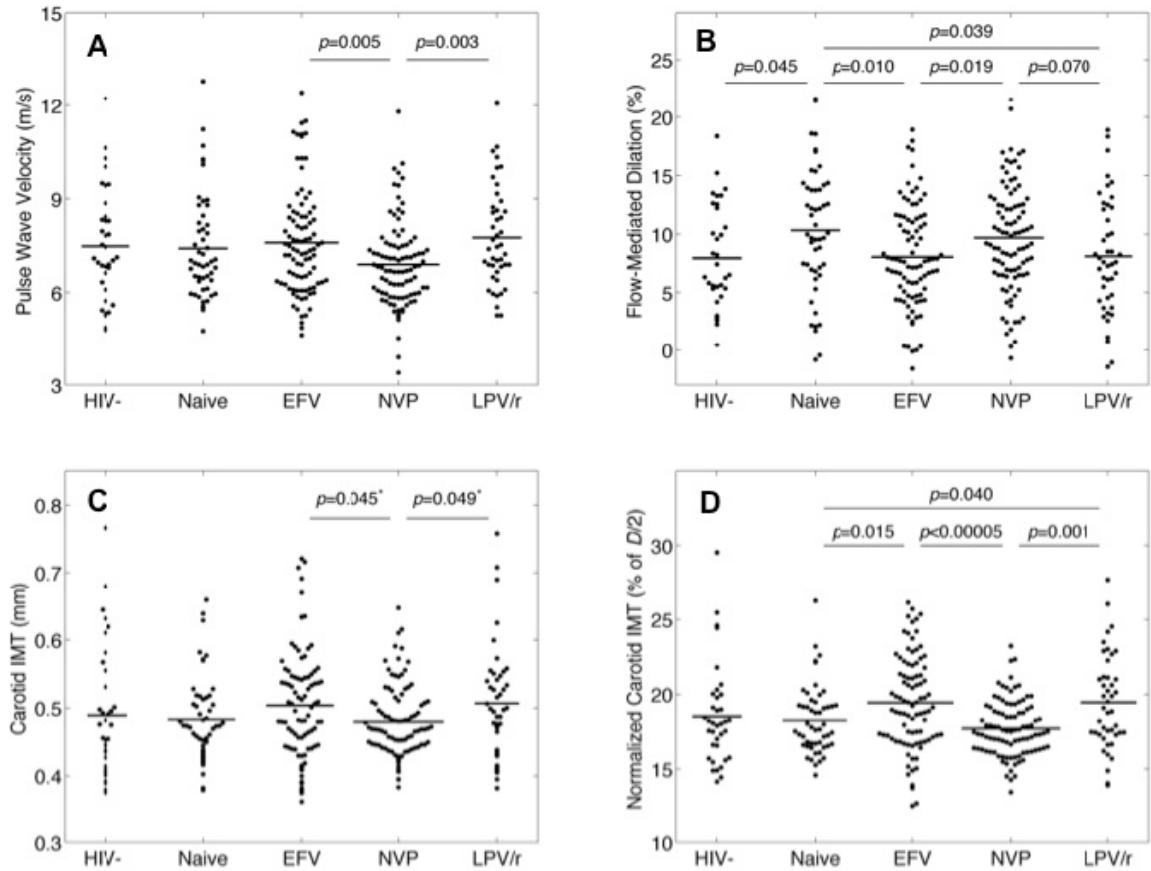 A
p=0.005 p=0.003
Pulse Wave Velocity (m/s)
15
12
9
6
3
HIV- Naive EFV NVP LPV/r
B
p=0.039
p=0.045 p=0.010 p=0.019 p=0.070
Flow-Mediated Dilation (%)
25
20
15
10
5
0
HIV- Naive EFV NVP LPV/r
C
p=0.045* p=0.049*
Carotid IMT (mm)
0.8
0.7
0.6
0.5
0.4
0.3
HIV- Naive EFV NVP LPV/r
D
p=0.040
p=0.015 p<0.00005 p=0.001
Normalized Carotid IMT (% of D/2)
30
25
20
15
10
HIV- Naive EFV NVP LPV/r